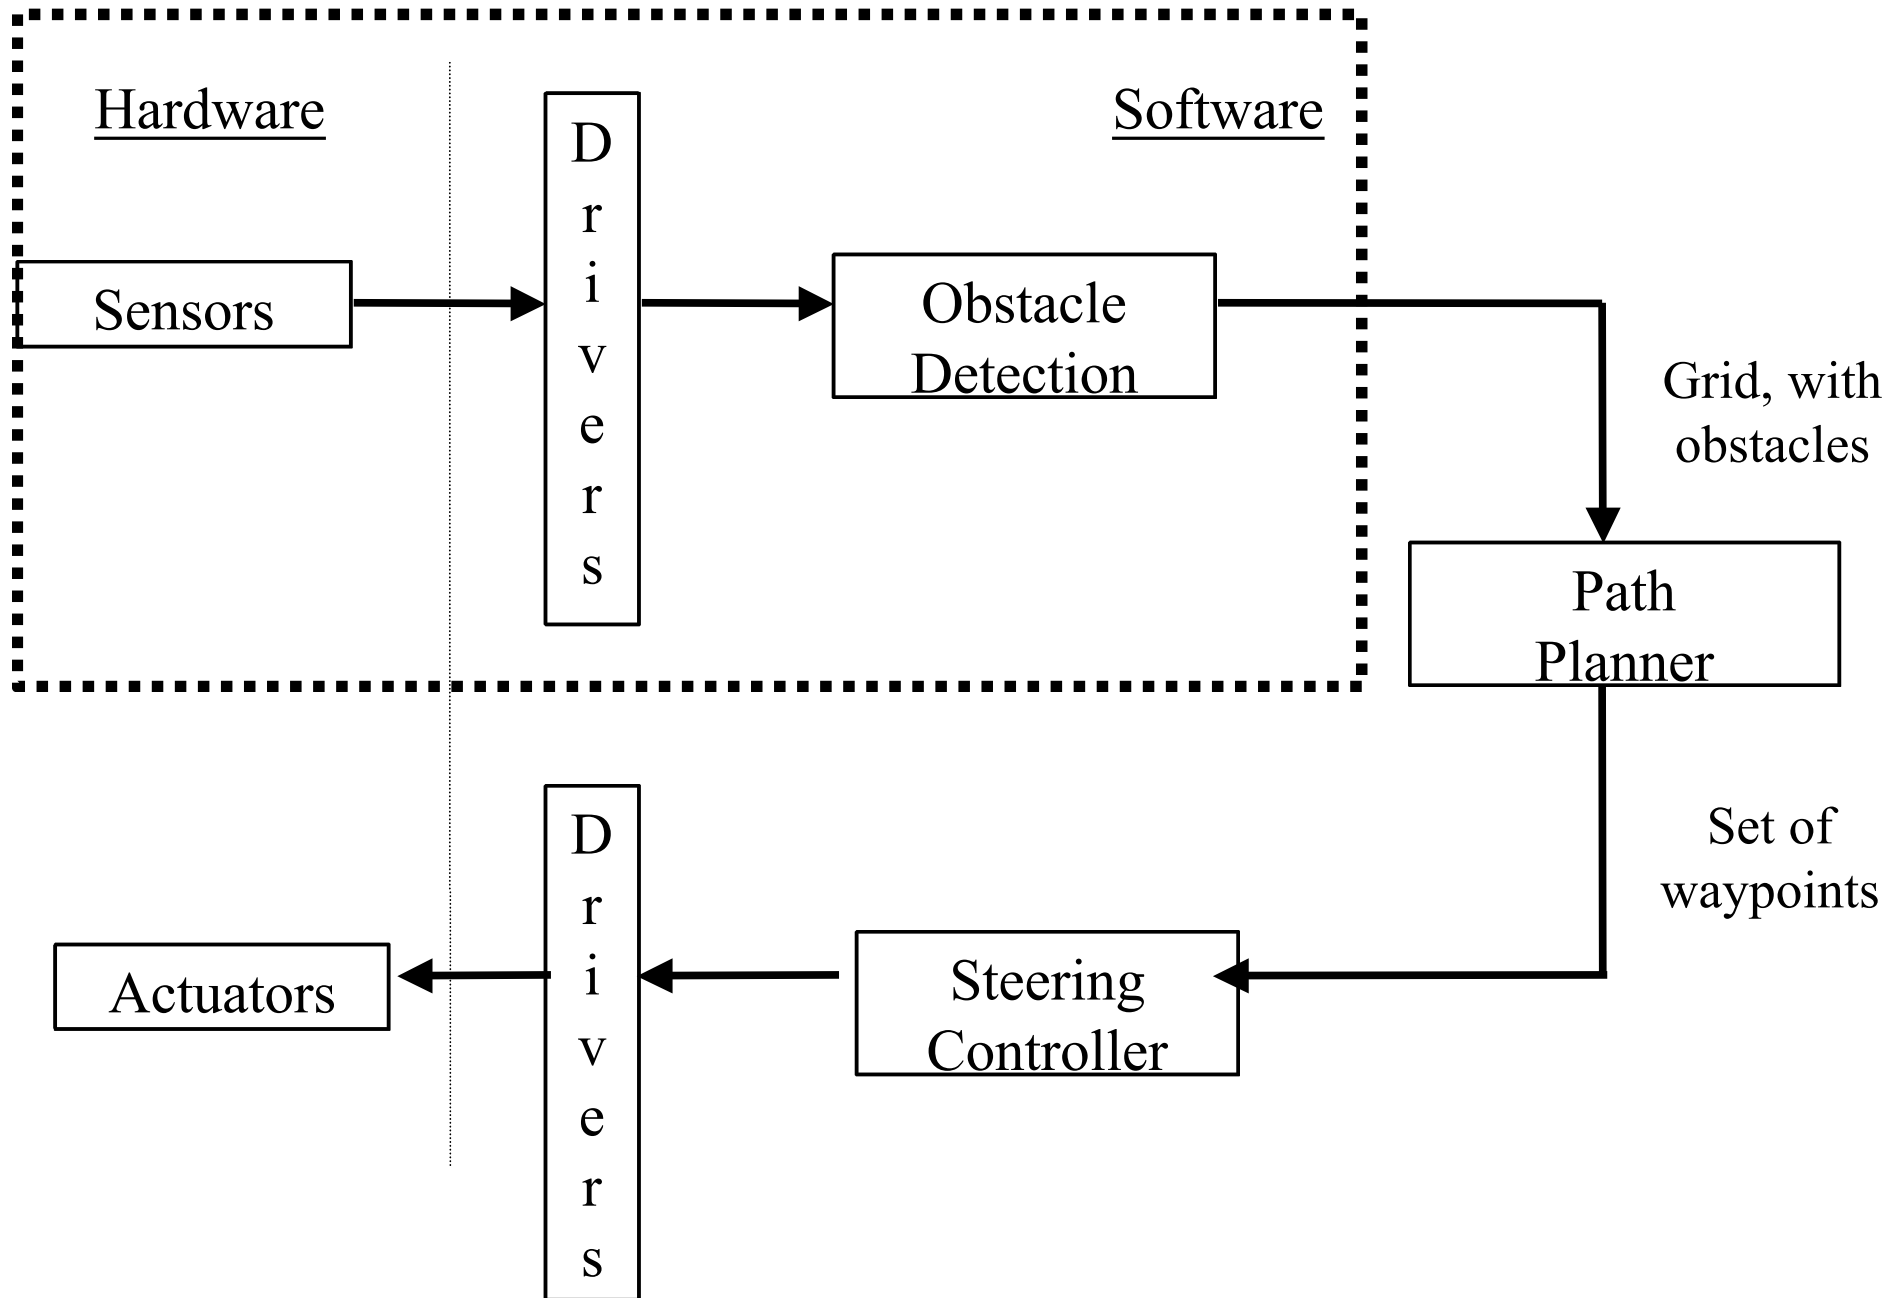 Hardware
Software
D
r
i
v
e
r
s
Sensors
Obstacle
Detection
Grid, with
obstacles
Path
Planner
Set of
waypoints
D
r
i
v
e
r
s
Steering
Controller
Actuators